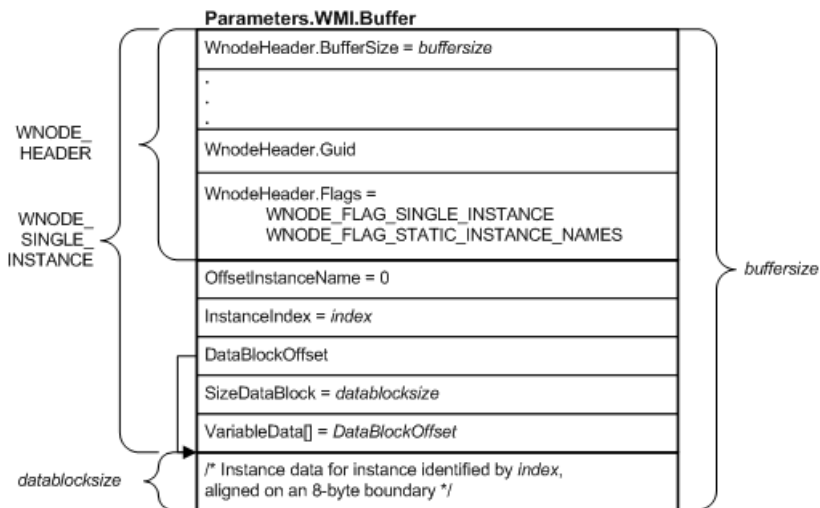 Parameters.WMI.Buffer
WnodeHeader.BufferSize = buffersize
.
.
.
WNODE_
HEADER
WnodeHeader.Guid
WnodeHeader.Flags =
WNODE_FLAG_SINGLE_INSTANCE
WNODE_FLAG_STATIC_INSTANCE_NAMES
WNODE_
SINGLE_
INSTANCE
buffersize
OffsetInstanceName = 0
InstanceIndex = index
DataBlockOffset
SizeDataBlock = datablocksize
VariableData[] = DataBlockOffset
datablocksize
/* Instance data for instance identified by index,
aligned on an 8-byte boundary */